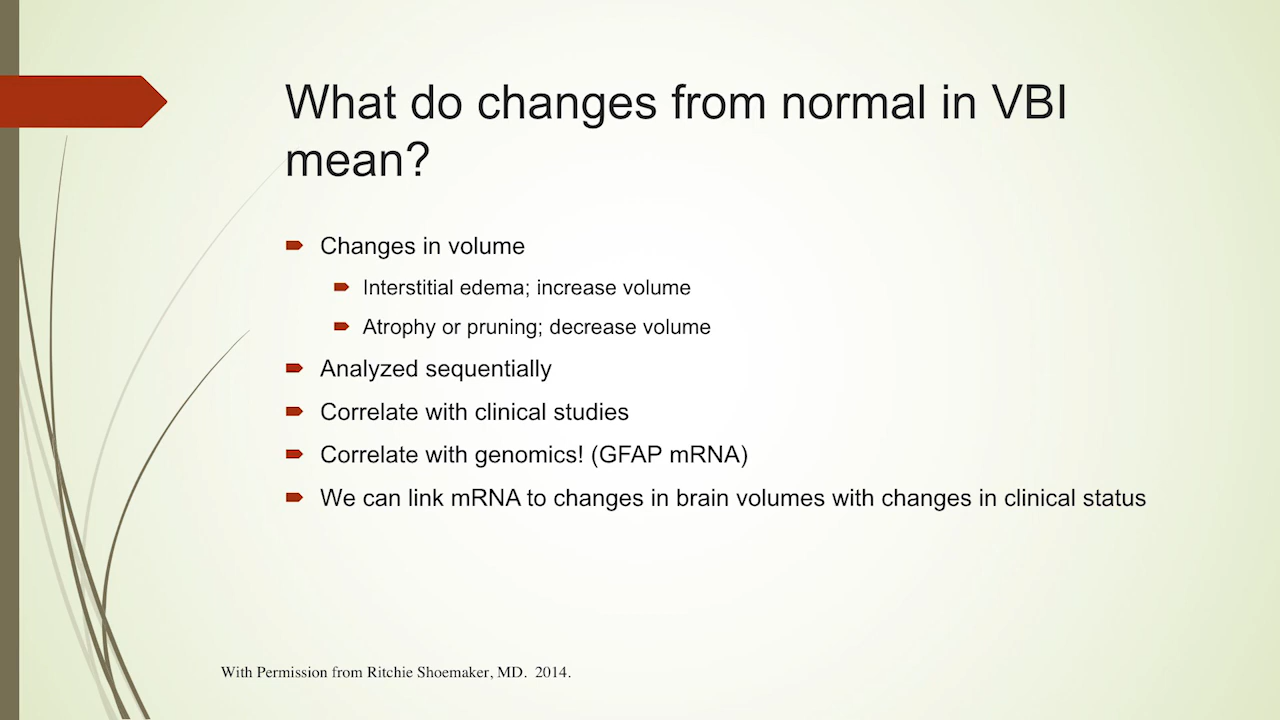 What do changes from normal in VBI
mean?
Changes in volume
Interstitial edema; increase volume
Atrophy or pruning; decrease volume
Analyzed sequentially
Correlate with clinical studies
Correlate with genomics! (GFAP mRNA)
We can link mRNA to changes in brain volumes with changes in clinical status
With Permission from Ritchie Shoemaker, MD.  2014.